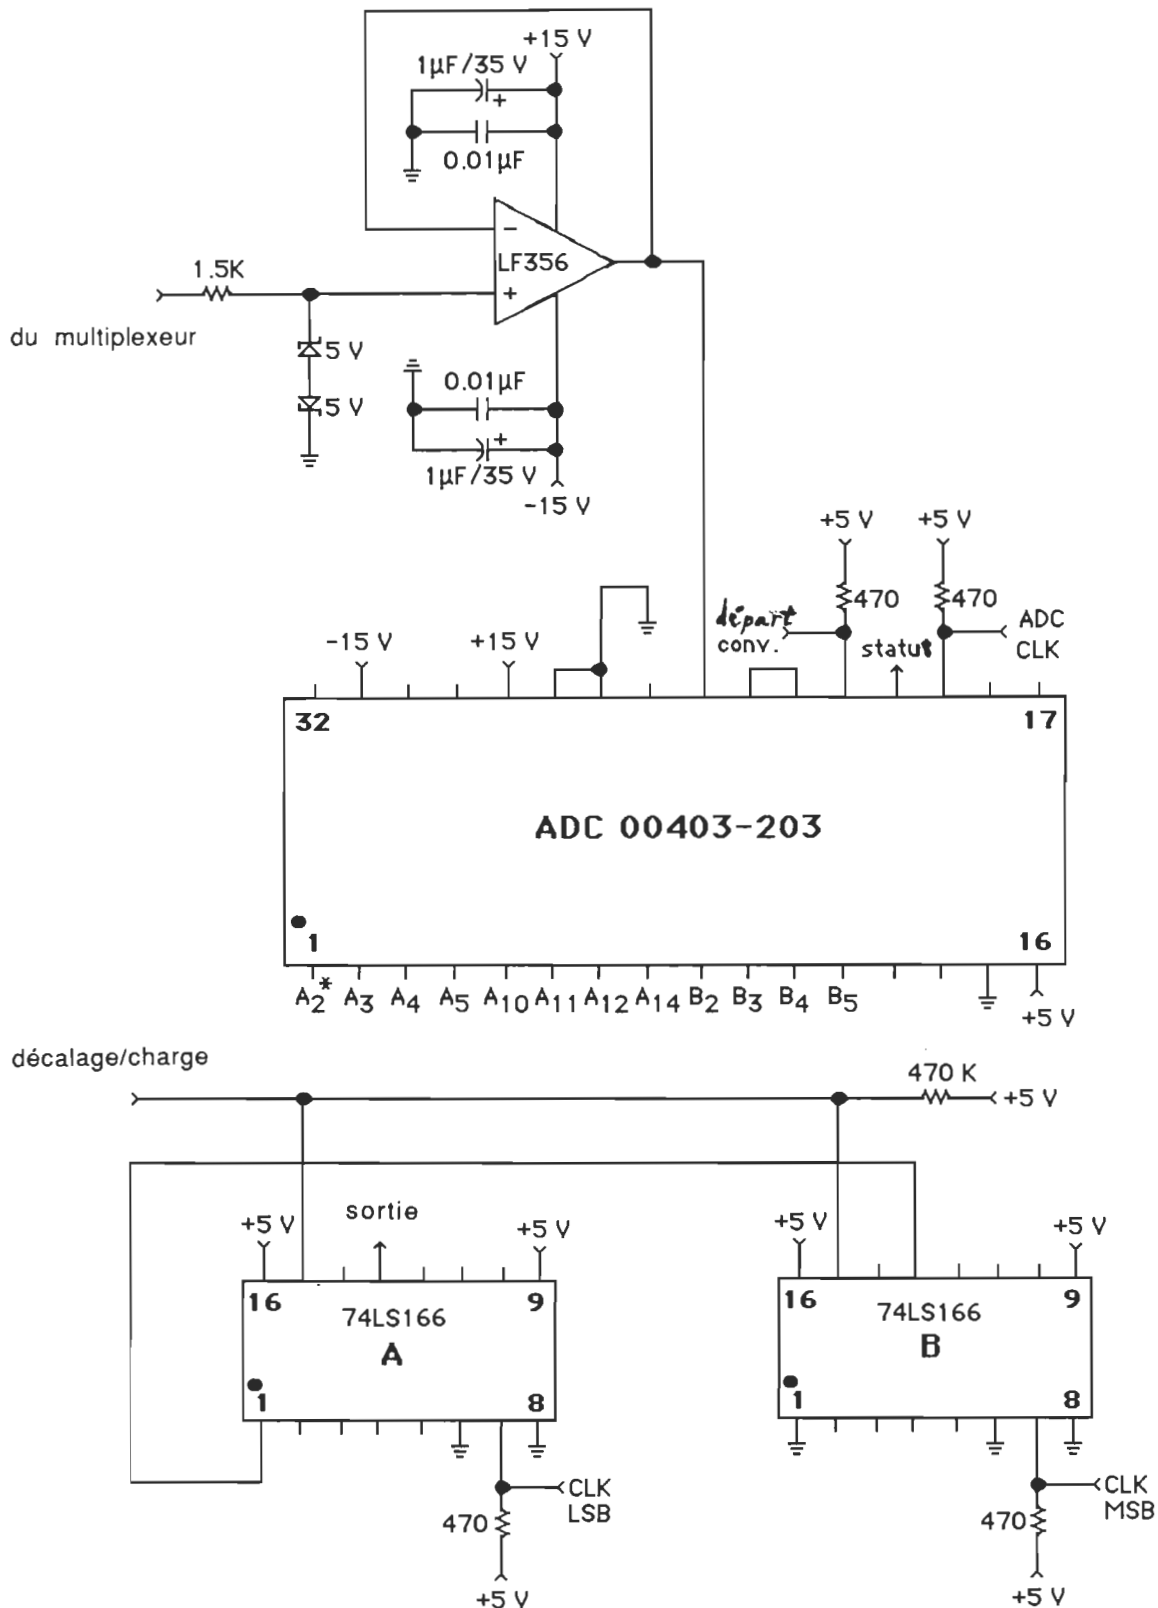 +15 V
1µF/35 V
+
0.01µF
−
LF356
+
1.5K
du multiplexeur
5 V
5 V
0.01µF
+
1µF/35 V
-15 V
+5 V
+5 V
470
470
départ
conv.
statut
ADC
CLK
-15 V
+15 V
32
17
ADC 00403-203
1
16
A2* A3 A4 A5 A10 A11 A12 A14 B2 B3 B4 B5
+5 V
décalage/charge
470 K
+5 V
+5 V
sortie
+5 V
+5 V
+5 V
16
9
74LS166
A
1
8
16
9
74LS166
B
1
8
CLK
LSB
470
+5 V
CLK
MSB
470
+5 V